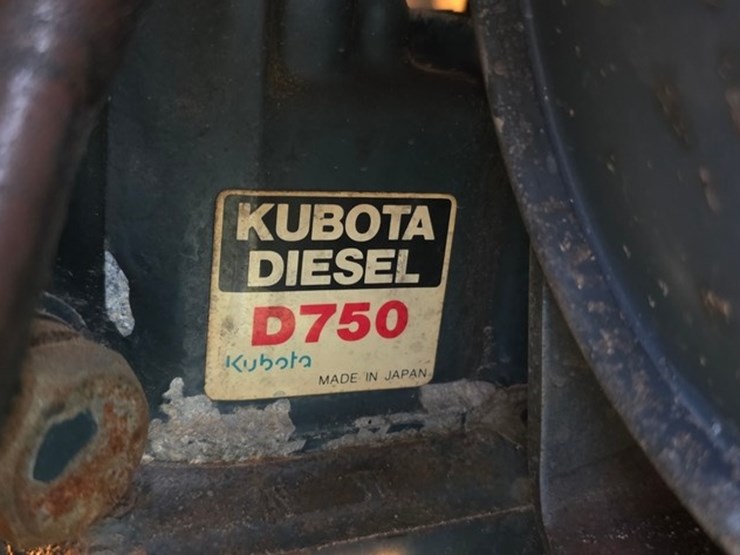 KUBOTA
DIESEL
D750
Kubota
MADE IN JAPAN